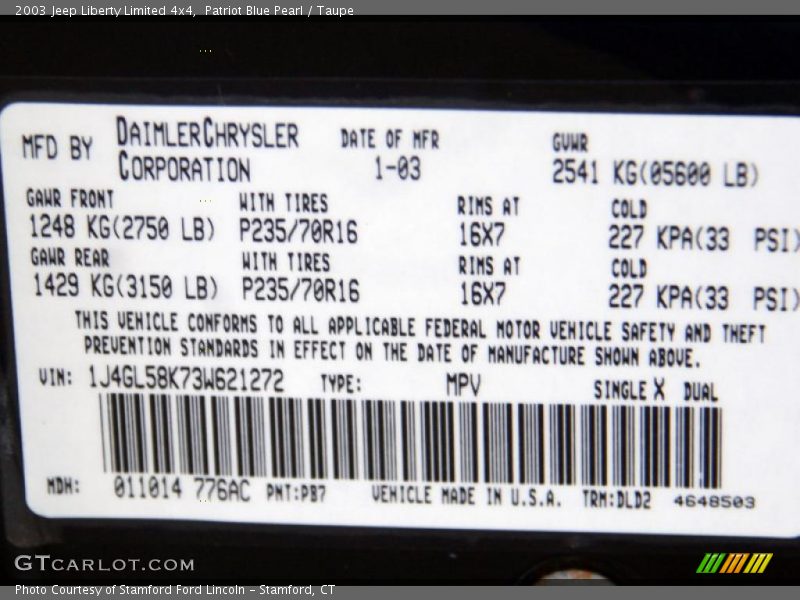 2003 Jeep Liberty Limited 4x4,  Patriot Blue Pearl / Taupe
MFD BY DAIMLERCHRYSLER CORPORATION DATE OF MFR 1-03 GVWR 2541 KG(05600 LB)
GAWR FRONT WITH TIRES RIMS AT COLD
1248 KG(2750 LB) P235/70R16 16X7 227 KPA(33 PSI)
GAWR REAR WITH TIRES RIMS AT COLD
1429 KG(3150 LB) P235/70R16 16X7 227 KPA(33 PSI)
THIS VEHICLE CONFORMS TO ALL APPLICABLE FEDERAL MOTOR VEHICLE SAFETY AND THEFT
PREVENTION STANDARDS IN EFFECT ON THE DATE OF MANUFACTURE SHOWN ABOVE.
VIN: 1J4GL58K73W621272 TYPE: MPV SINGLE X DUAL
MDH: 011014 776AC PNT:PB7 VEHICLE MADE IN U.S.A. TRM:DLD2 4648503
GTCARLOT.COM
Photo Courtesy of Stamford Ford Lincoln – Stamford, CT